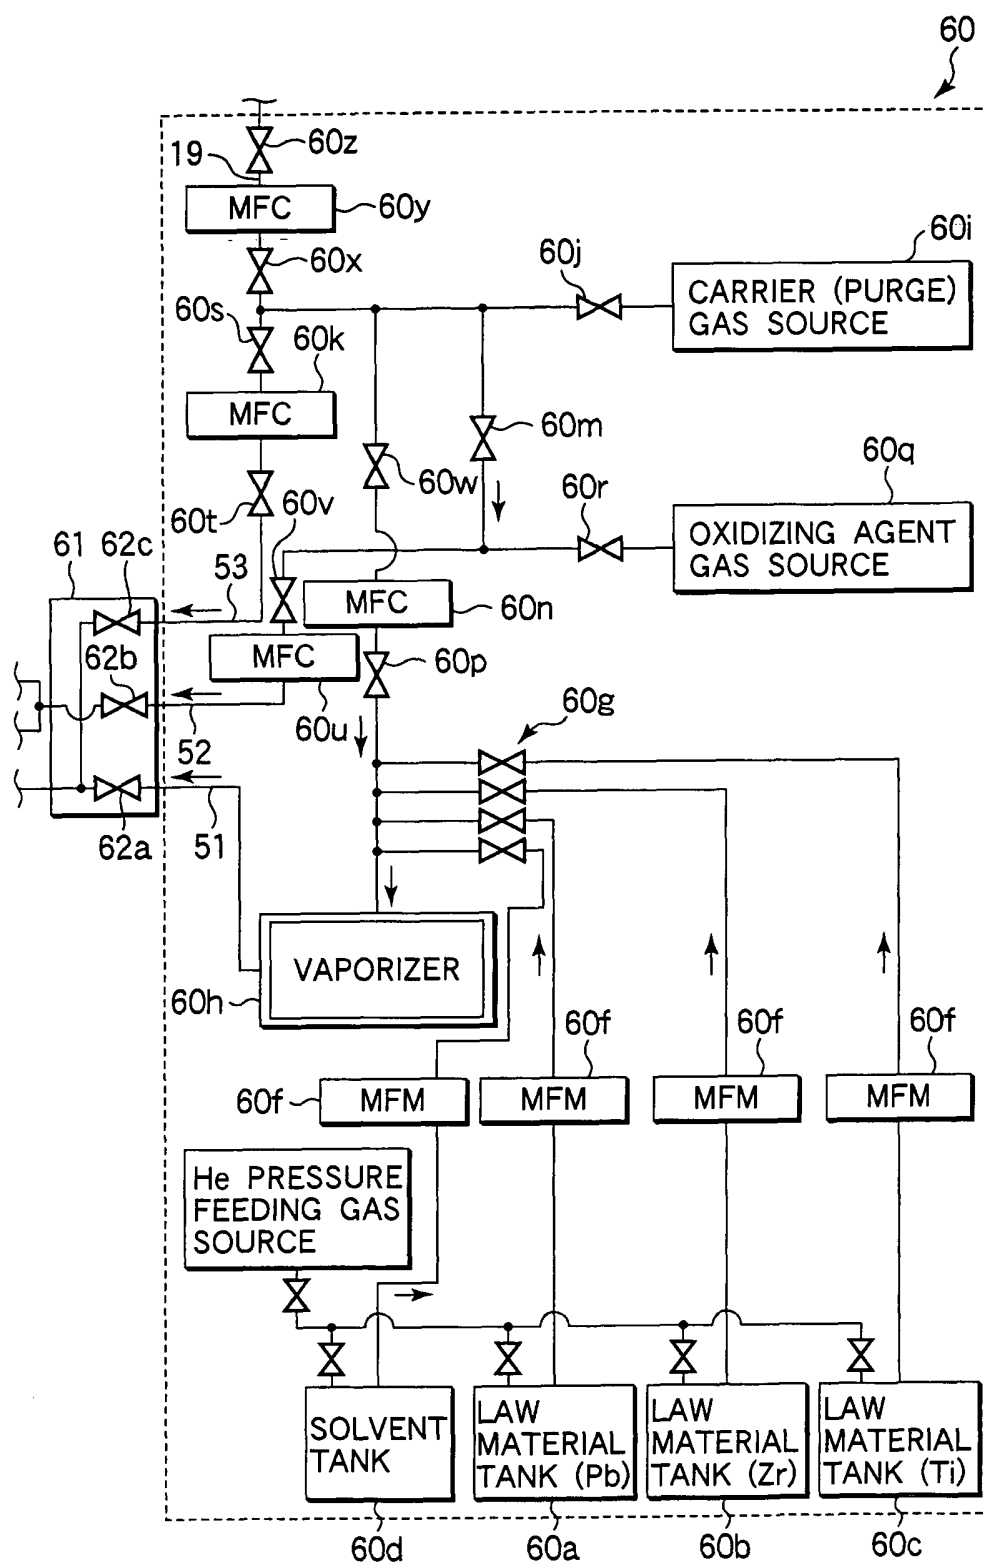 60
60z
19
MFC
60y
60x
60j
60i
CARRIER (PURGE)
GAS SOURCE
60s
60k
MFC
60m
60w
60q
60t
60v
60r
OXIDIZING AGENT
GAS SOURCE
61
62c
53
MFC
60n
62b
MFC
60p
60u
60g
52
62a
51
VAPORIZER
60h
60f
60f
60f
60f
MFM
MFM
MFM
MFM
He PRESSURE
FEEDING GAS
SOURCE
SOLVENT
TANK
LAW
MATERIAL
TANK (Pb)
LAW
MATERIAL
TANK (Zr)
LAW
MATERIAL
TANK (Ti)
60d
60a
60b
60c